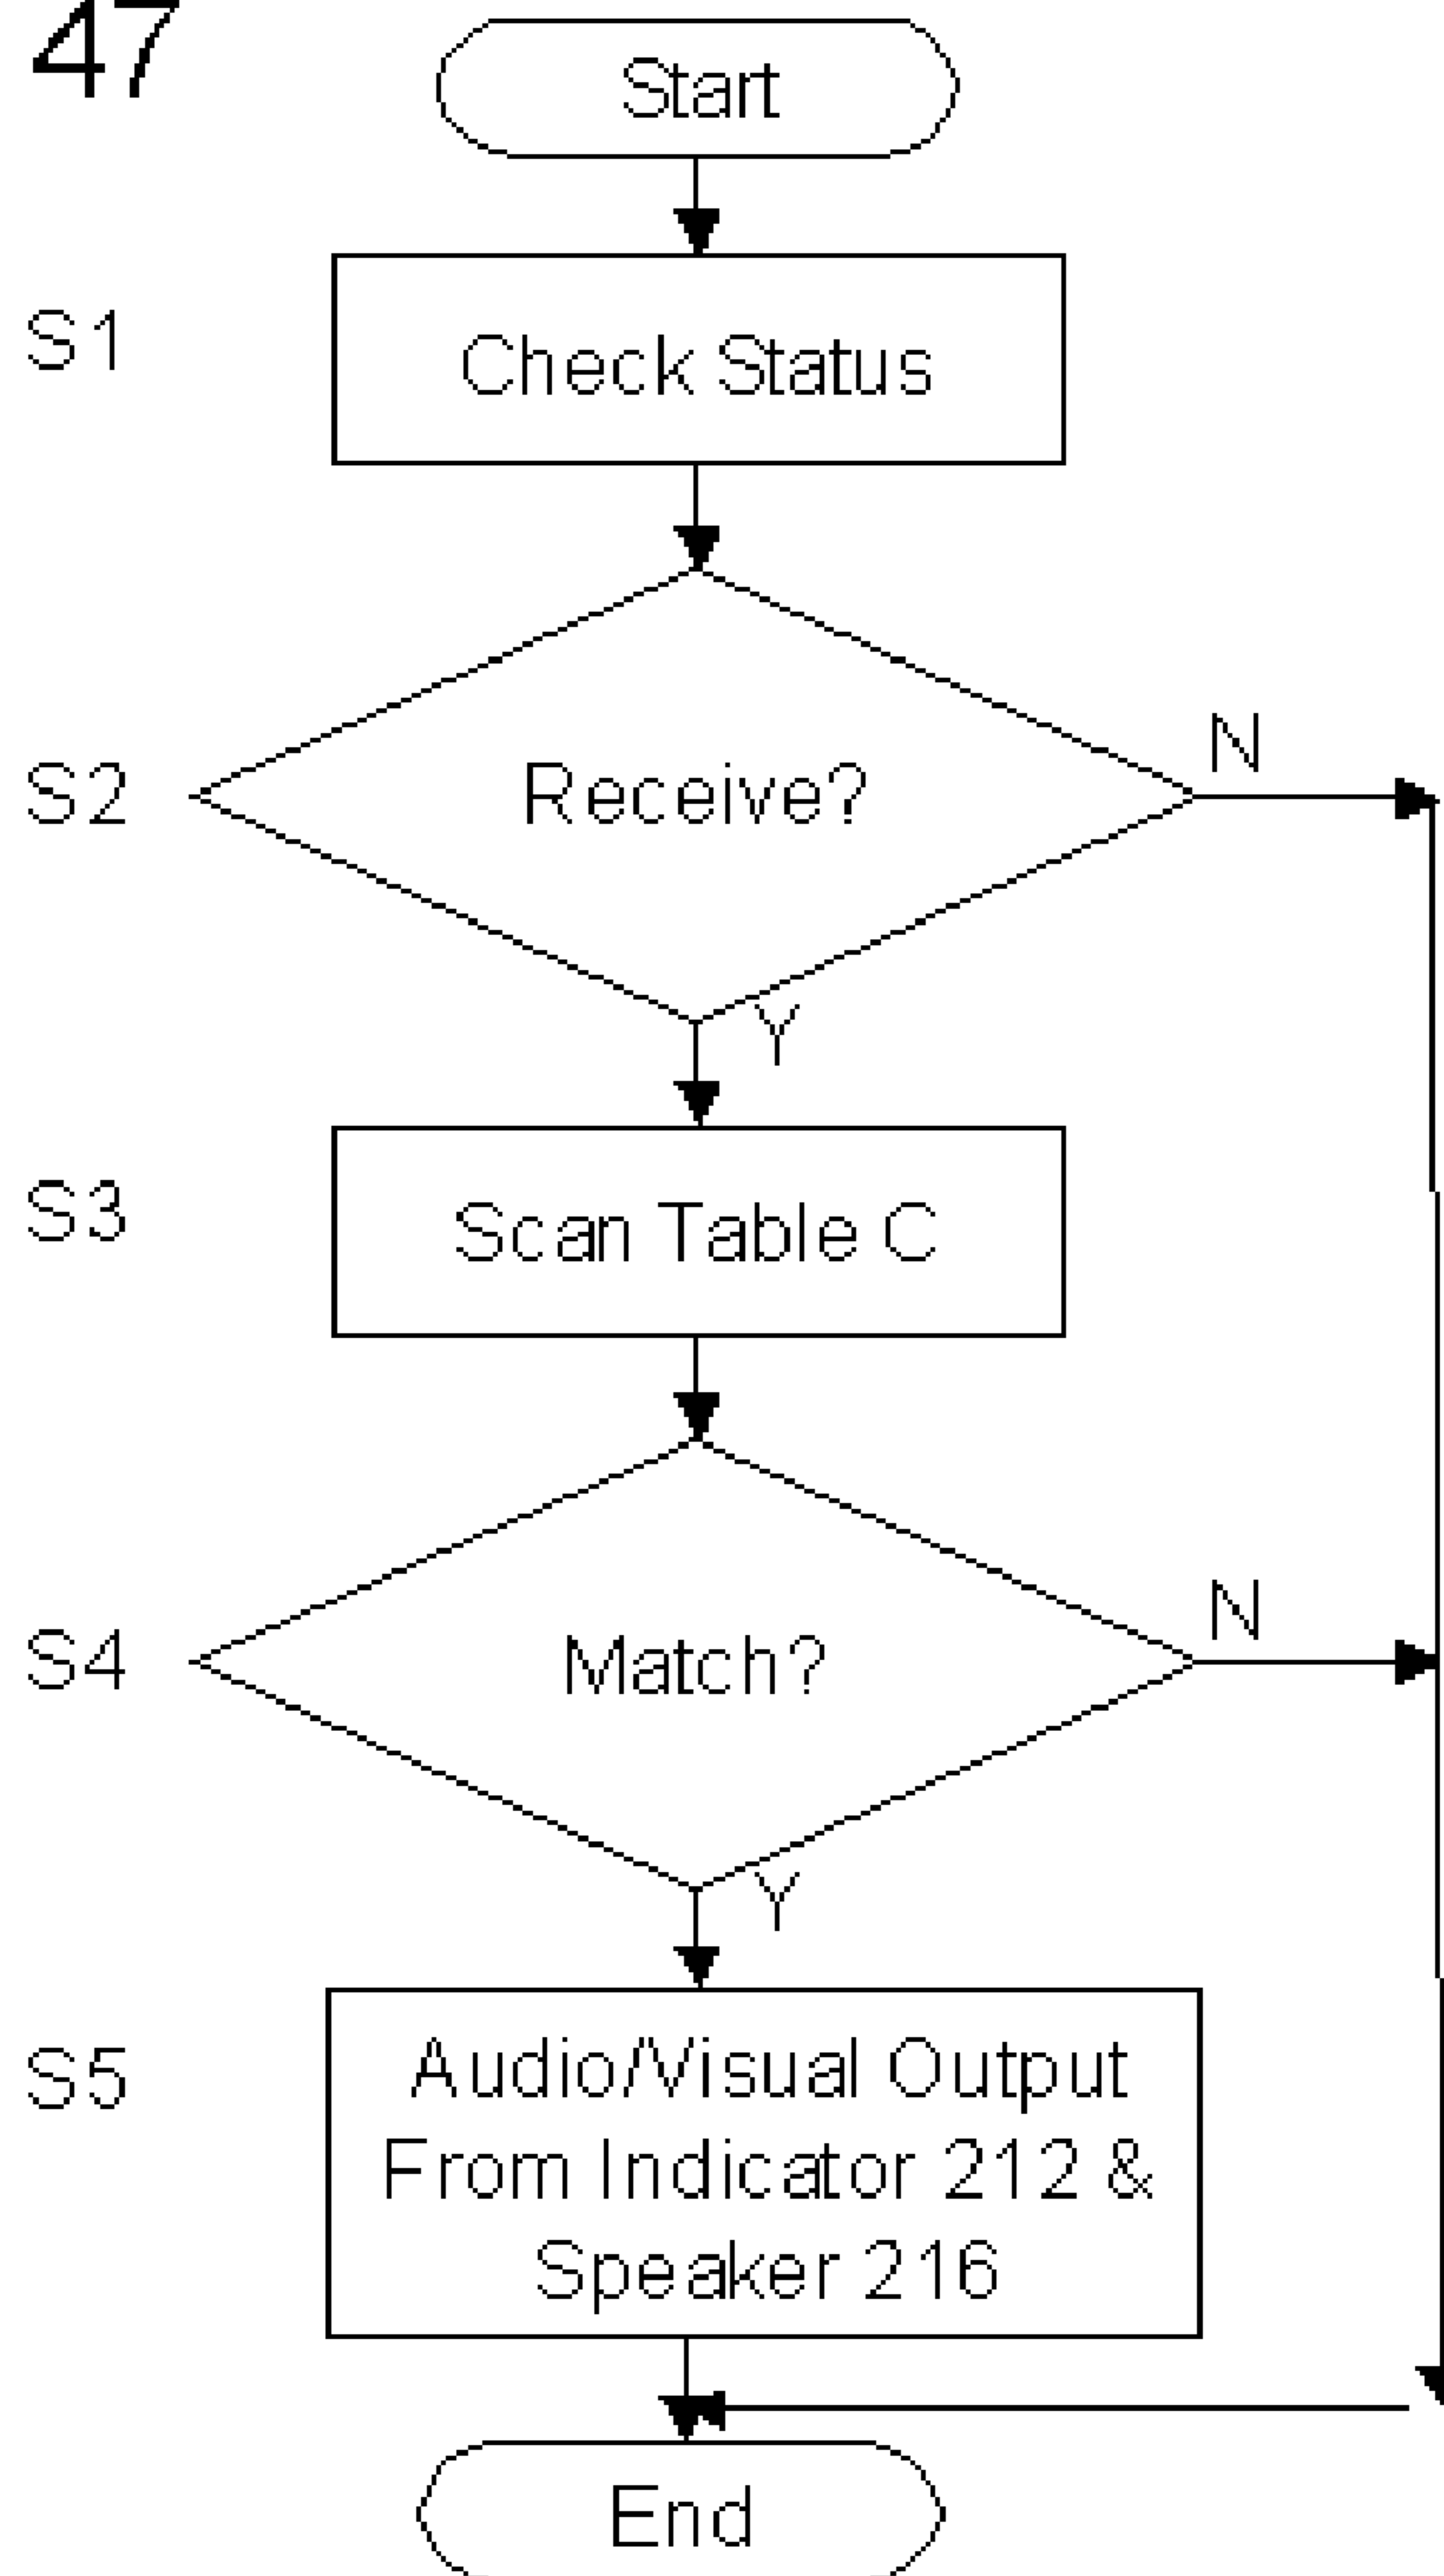 47
Start
S1
Check Status
S2
Receive?
N
Y
S3
Scan Table C
S4
Match?
N
Y
S5
Audio/Visual Output
From Indicator 212 &
Speaker 216
End